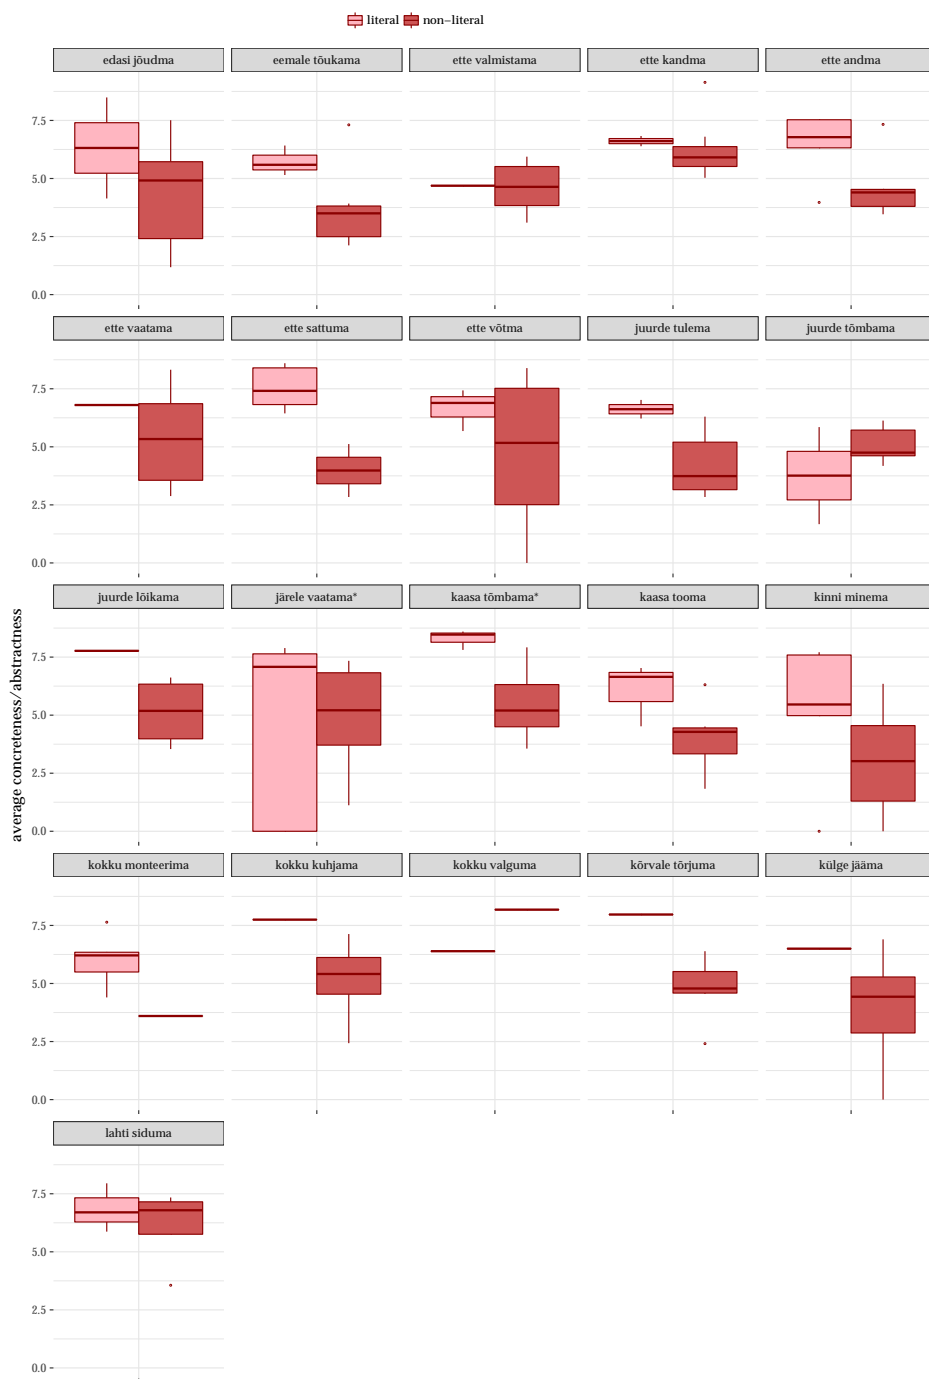 literal non−literal
edasi jõudma eemale tõukama ette valmistama ette kandma ette andma
7.5
5.0
2.5
0.0
ette vaatama ette sattuma ette võtma juurde tulema juurde tõmbama
7.5
5.0
2.5
0.0
juurde lõikama järele vaatama* kaasa tõmbama* kaasa tooma kinni minema
7.5
5.0
2.5
0.0
average concreteness/abstractness
kokku monteerima kokku kuhjama kokku valguma kõrvale tõrjuma külge jääma
7.5
5.0
2.5
0.0
lahti siduma
7.5
5.0
2.5
0.0